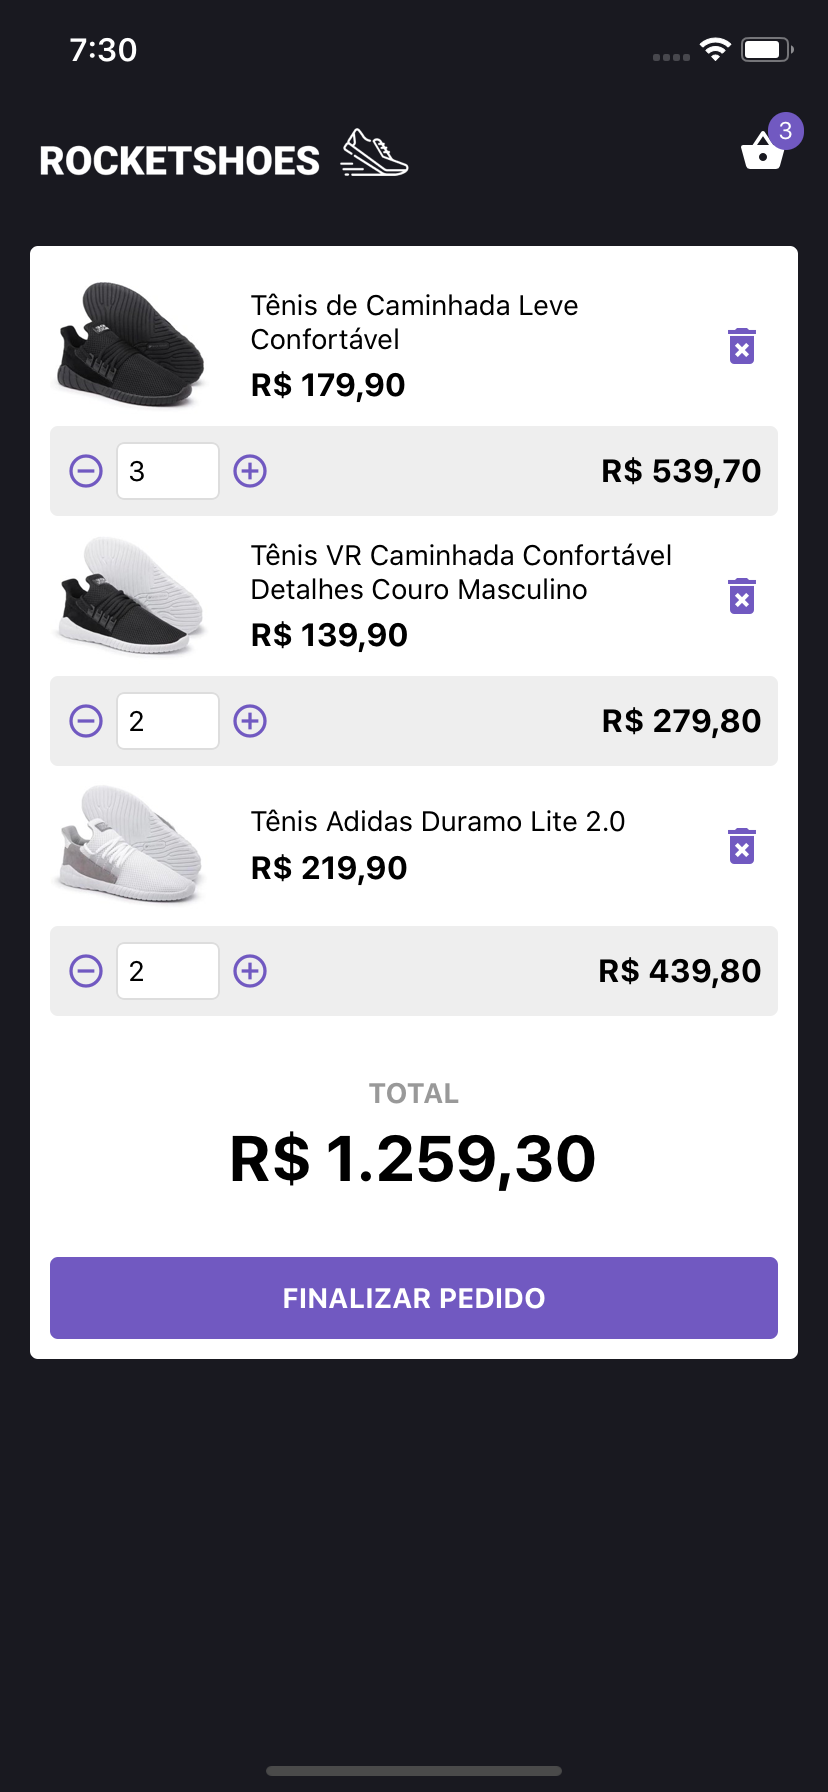 7:30
ROCKETSHOES
3
Tênis de Caminhada Leve
Confortável
R$ 179,90
3
R$ 539,70
Tênis VR Caminhada Confortável
Detalhes Couro Masculino
R$ 139,90
2
R$ 279,80
Tênis Adidas Duramo Lite 2.0
R$ 219,90
2
R$ 439,80
TOTAL
R$ 1.259,30
FINALIZAR PEDIDO